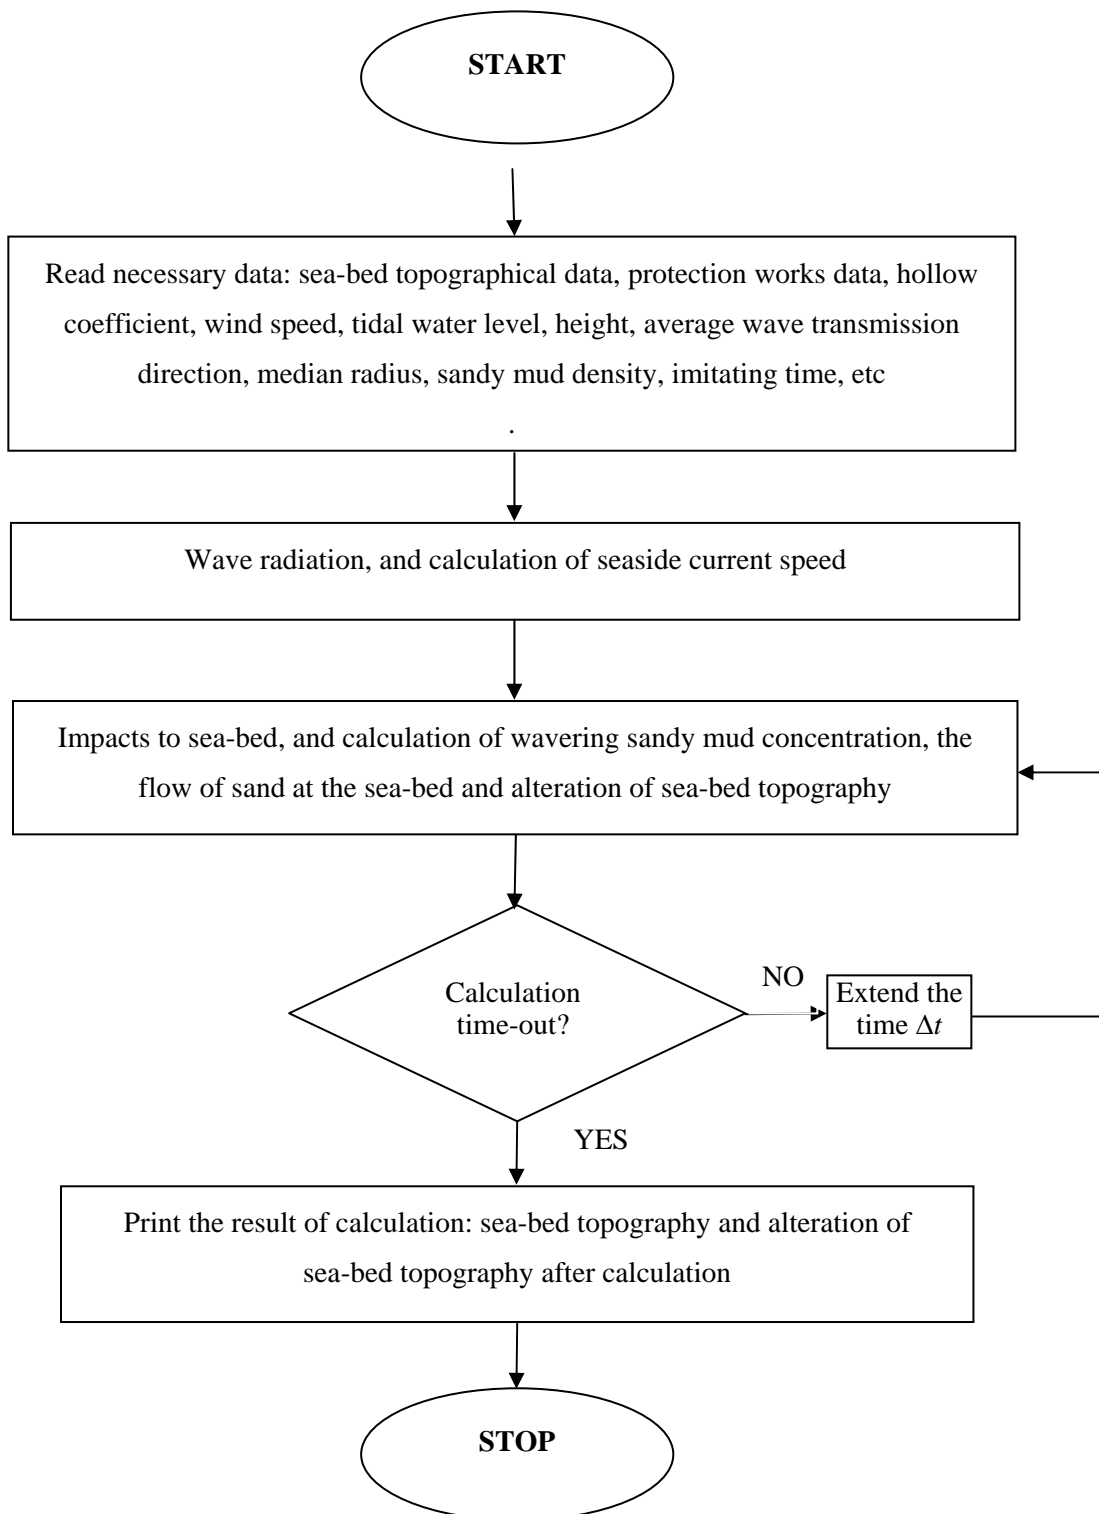 START
Read necessary data: sea-bed topographical data, protection works data, hollow
coefficient, wind speed, tidal water level, height, average wave transmission
direction, median radius, sandy mud density, imitating time, etc
.
Wave radiation, and calculation of seaside current speed
Impacts to sea-bed, and calculation of wavering sandy mud concentration, the
flow of sand at the sea-bed and alteration of sea-bed topography
Calculation
time-out?
NO
Extend the
time Δt
YES
Print the result of calculation: sea-bed topography and alteration of
sea-bed topography after calculation
STOP